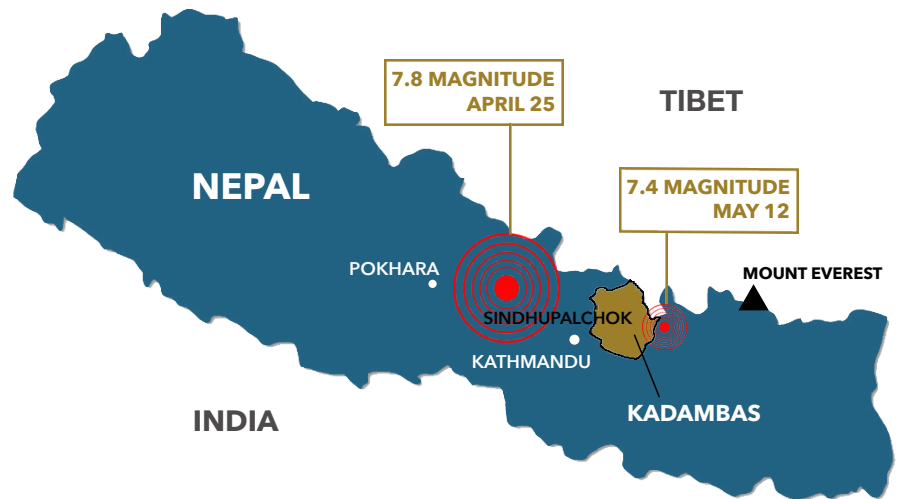 7.8 MAGNITUDE
APRIL 25
TIBET
NEPAL
7.4 MAGNITUDE
MAY 12
POKHARA
MOUNT EVEREST
SINDHUPALCHOK
KATHMANDU
KADAMBAS
INDIA